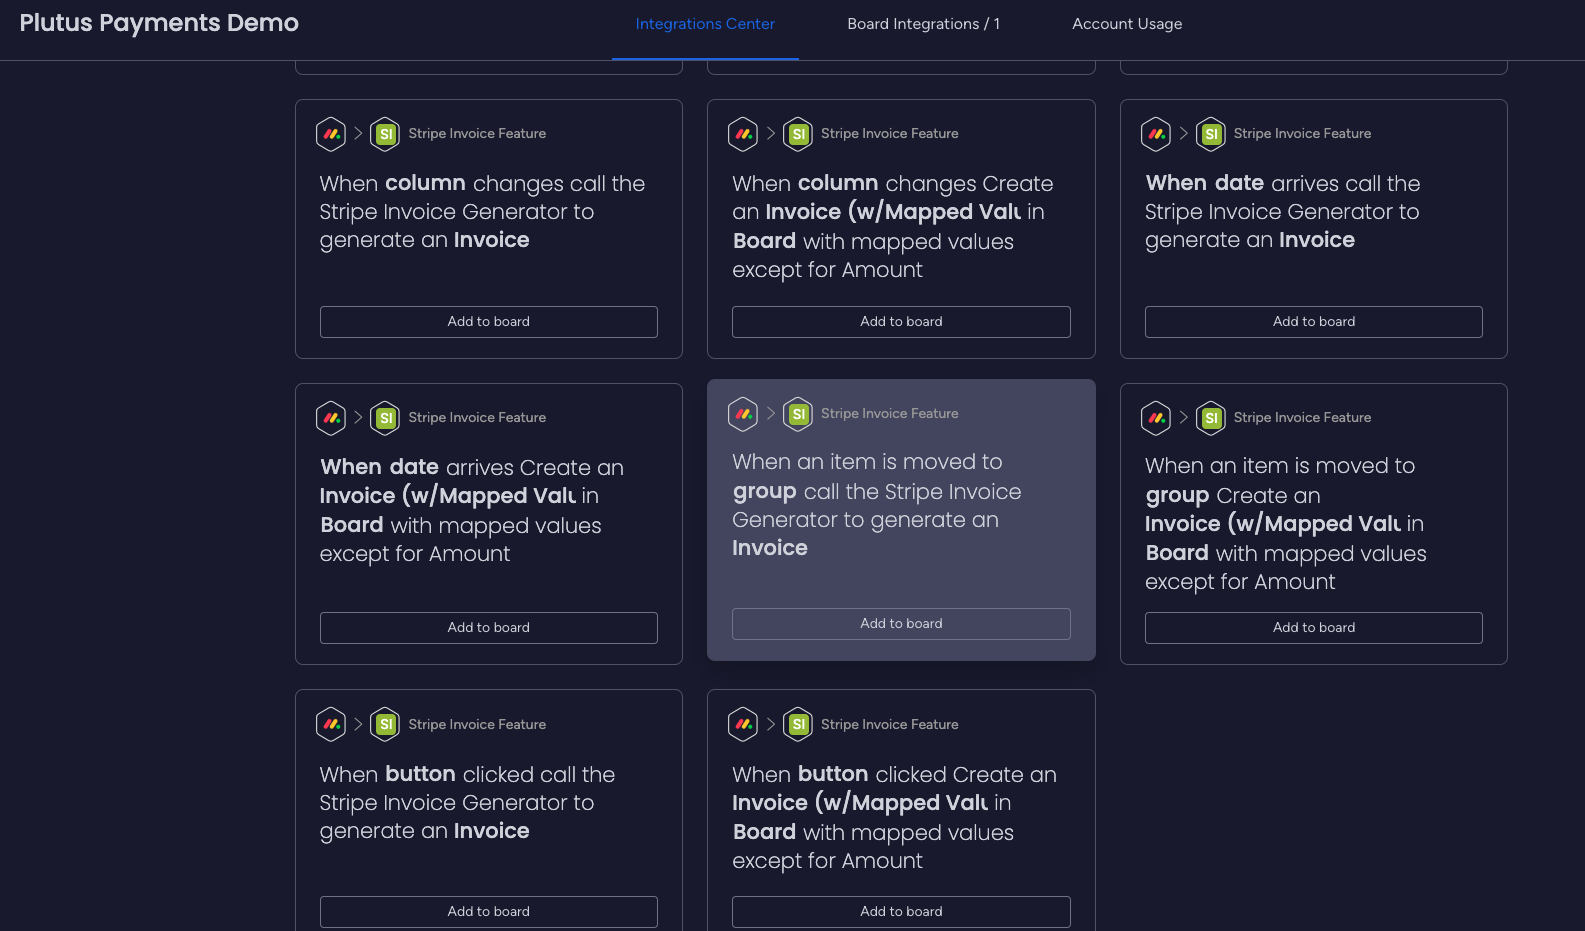 Plutus Payments Demo
Integrations Center
Board Integrations / 1
Account Usage
SI Stripe Invoice Feature
When column changes call the
Stripe Invoice Generator to
generate an Invoice
Add to board
SI Stripe Invoice Feature
When column changes Create
an Invoice (w/Mapped Valu in
Board with mapped values
except for Amount
Add to board
SI Stripe Invoice Feature
When date arrives call the
Stripe Invoice Generator to
generate an Invoice
Add to board
SI Stripe Invoice Feature
When date arrives Create an
Invoice (w/Mapped Valu in
Board with mapped values
except for Amount
Add to board
SI Stripe Invoice Feature
When an item is moved to
group call the Stripe Invoice
Generator to generate an
Invoice
Add to board
SI Stripe Invoice Feature
When an item is moved to
group Create an
Invoice (w/Mapped Valu in
Board with mapped values
except for Amount
Add to board
SI Stripe Invoice Feature
When button clicked call the
Stripe Invoice Generator to
generate an Invoice
Add to board
SI Stripe Invoice Feature
When button clicked Create an
Invoice (w/Mapped Valu in
Board with mapped values
except for Amount
Add to board